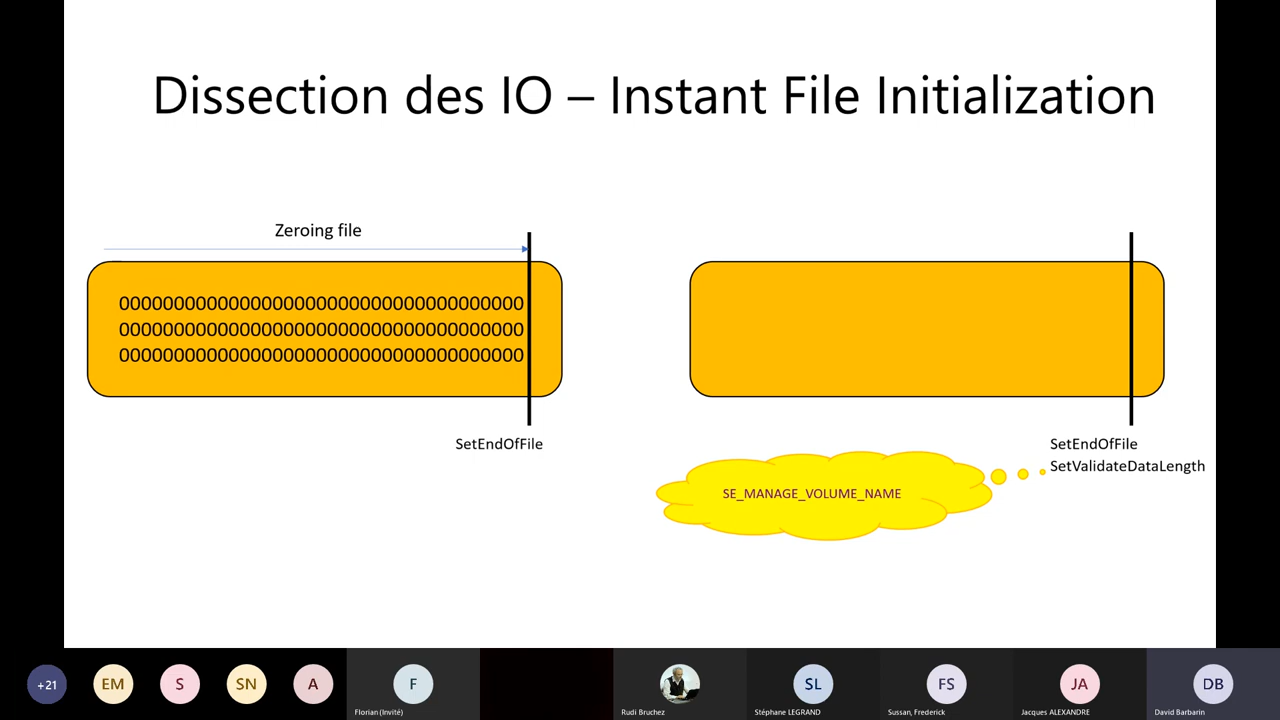 Dissection des IO – Instant File Initialization
Zeroing file
0000000000000000000000000000000000000
0000000000000000000000000000000000000
0000000000000000000000000000000000000
SetEndOfFile
SetEndOfFile
SetValidateDataLength
SE_MANAGE_VOLUME_NAME
+21
EM
S
SN
A
F
SL
FS
JA
DB
Florian (Invité)
Rudi Bruchez
Stéphane LEGRAND
Sussan, Frederick
Jacques ALEXANDRE
David Barbarin